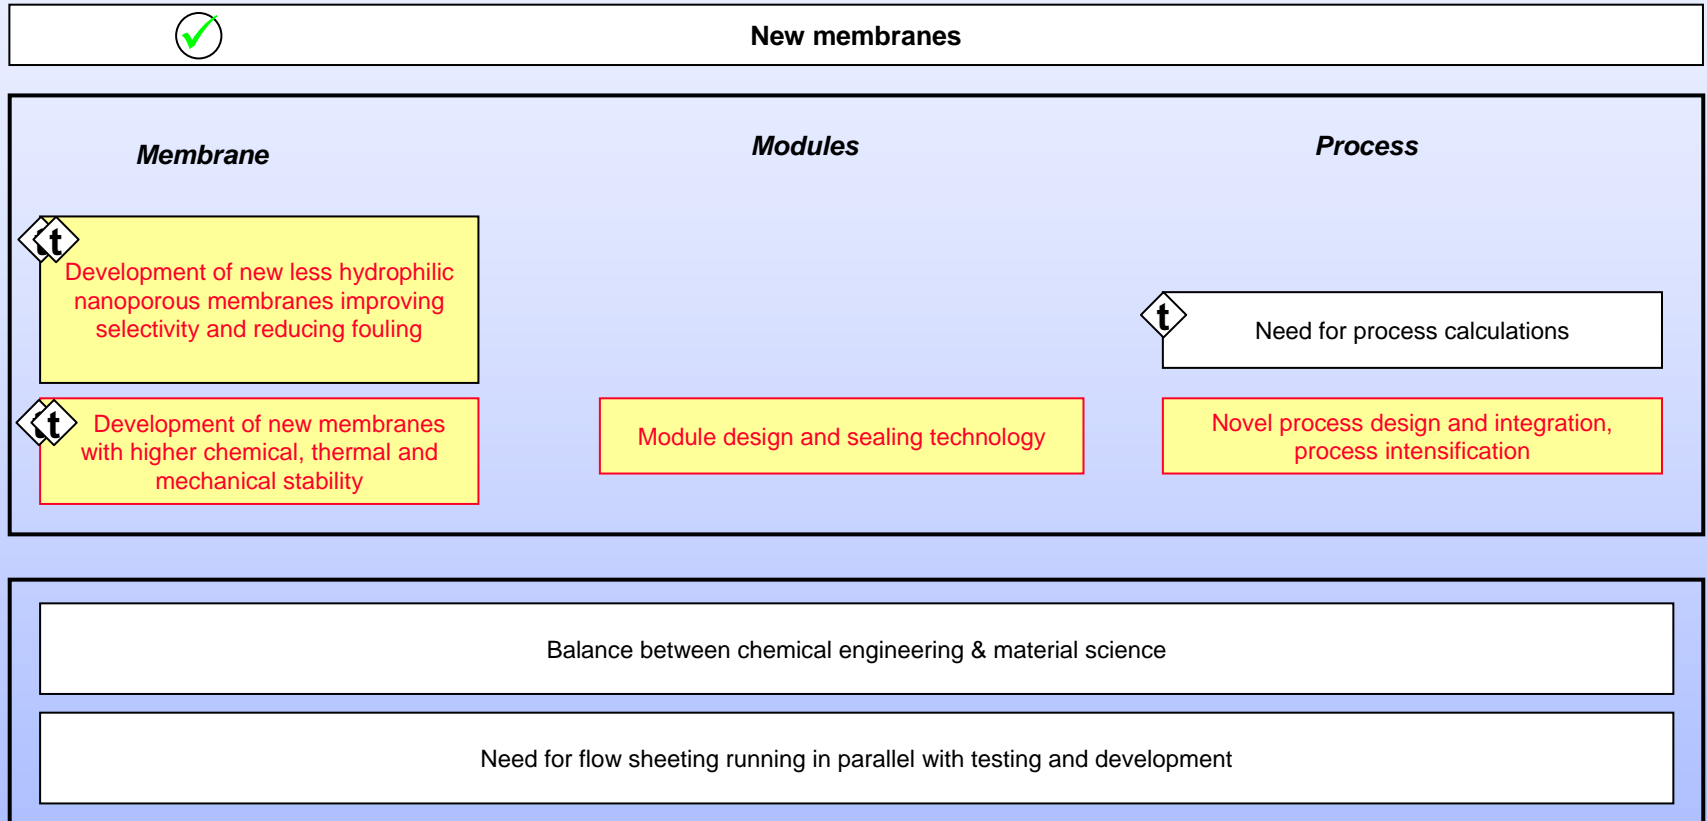 New membranes
Membrane
Modules
Process
t
t
Development of new less hydrophilic
nanoporous membranes improving
selectivity and reducing fouling
t
Need for process calculations
t
t
Development of new membranes
with higher chemical, thermal and
mechanical stability
Module design and sealing technology
Novel process design and integration,
process intensification
Balance between chemical engineering & material science
Need for flow sheeting running in parallel with testing and development